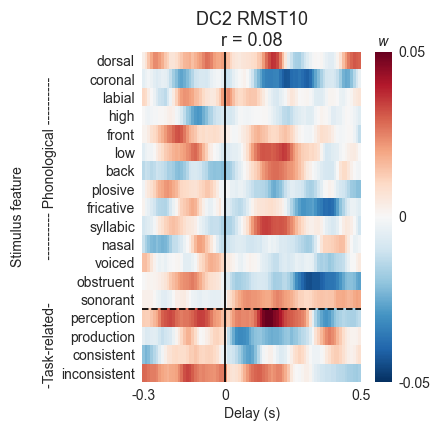 DC2 RMST10
r = 0.08
w
dorsal
coronal
labial
high
front
low
back
plosive
fricative
syllabic
nasal
voiced
obstruent
sonorant
perception
production
consistent
inconsistent
Stimulus feature
-Task-related- ----------- Phonological ----------
-0.3 0 0.5
Delay (s)
0.05
0
-0.05